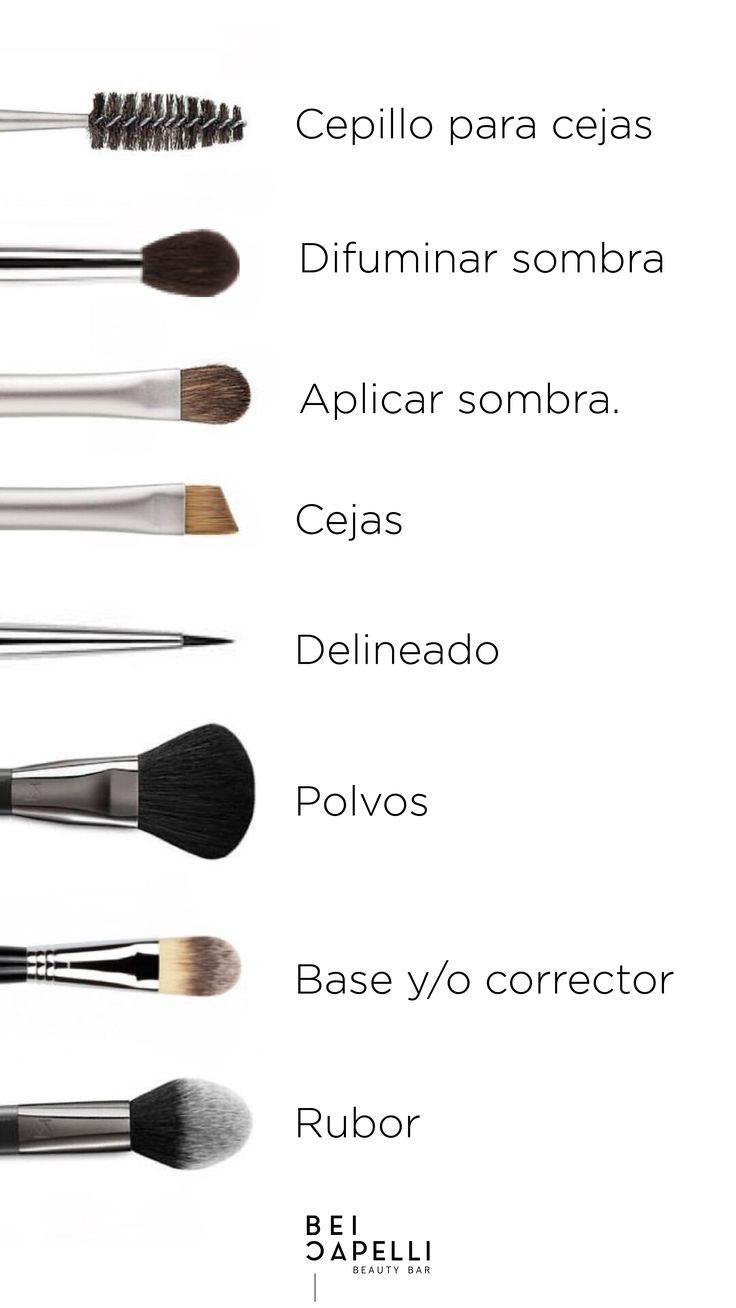 Cepillo para cejas
Difuminar sombra
Aplicar sombra.
Cejas
Delineado
Polvos
Base y/o corrector
Rubor
BEI
CAPELLI
BEAUTY BAR